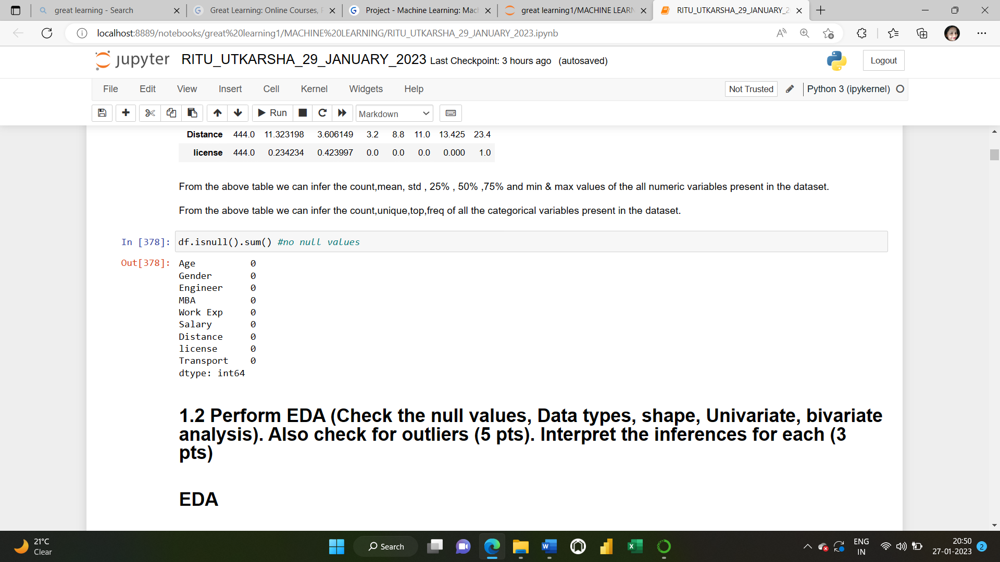 great learning - Search
Great Learning: Online Courses,
Project - Machine Learning: Mac
great learning1/MACHINE LEARN
RITU_UTKARSHA_29_JANUARY_2
localhost:8889/notebooks/great%20learning1/MACHINE%20LEARNING/RITU_UTKARSHA_29_JANUARY_2023.ipynb
jupyter RITU_UTKARSHA_29_JANUARY_2023 Last Checkpoint: 3 hours ago (autosaved)
Logout
File Edit View Insert Cell Kernel Widgets Help
Not Trusted
Python 3 (ipykernel)
Run
Markdown
Distance 444.0 11.323198 3.606149 3.2 8.8 11.0 13.425 23.4
license 444.0 0.234234 0.423997 0.0 0.0 0.0 0.000 1.0
From the above table we can infer the count,mean, std , 25% , 50% ,75% and min & max values of the all numeric variables present in the dataset.
From the above table we can infer the count,unique,top,freq of all the categorical variables present in the dataset.
In [378]: df.isnull().sum() #no null values
Out[378]: Age 0
Gender 0
Engineer 0
MBA 0
Work Exp 0
Salary 0
Distance 0
license 0
Transport 0
dtype: int64
1.2 Perform EDA (Check the null values, Data types, shape, Univariate, bivariate
analysis). Also check for outliers (5 pts). Interpret the inferences for each (3
pts)
EDA
21°C
Clear
Search
ENG
IN
20:50
27-01-2023
2